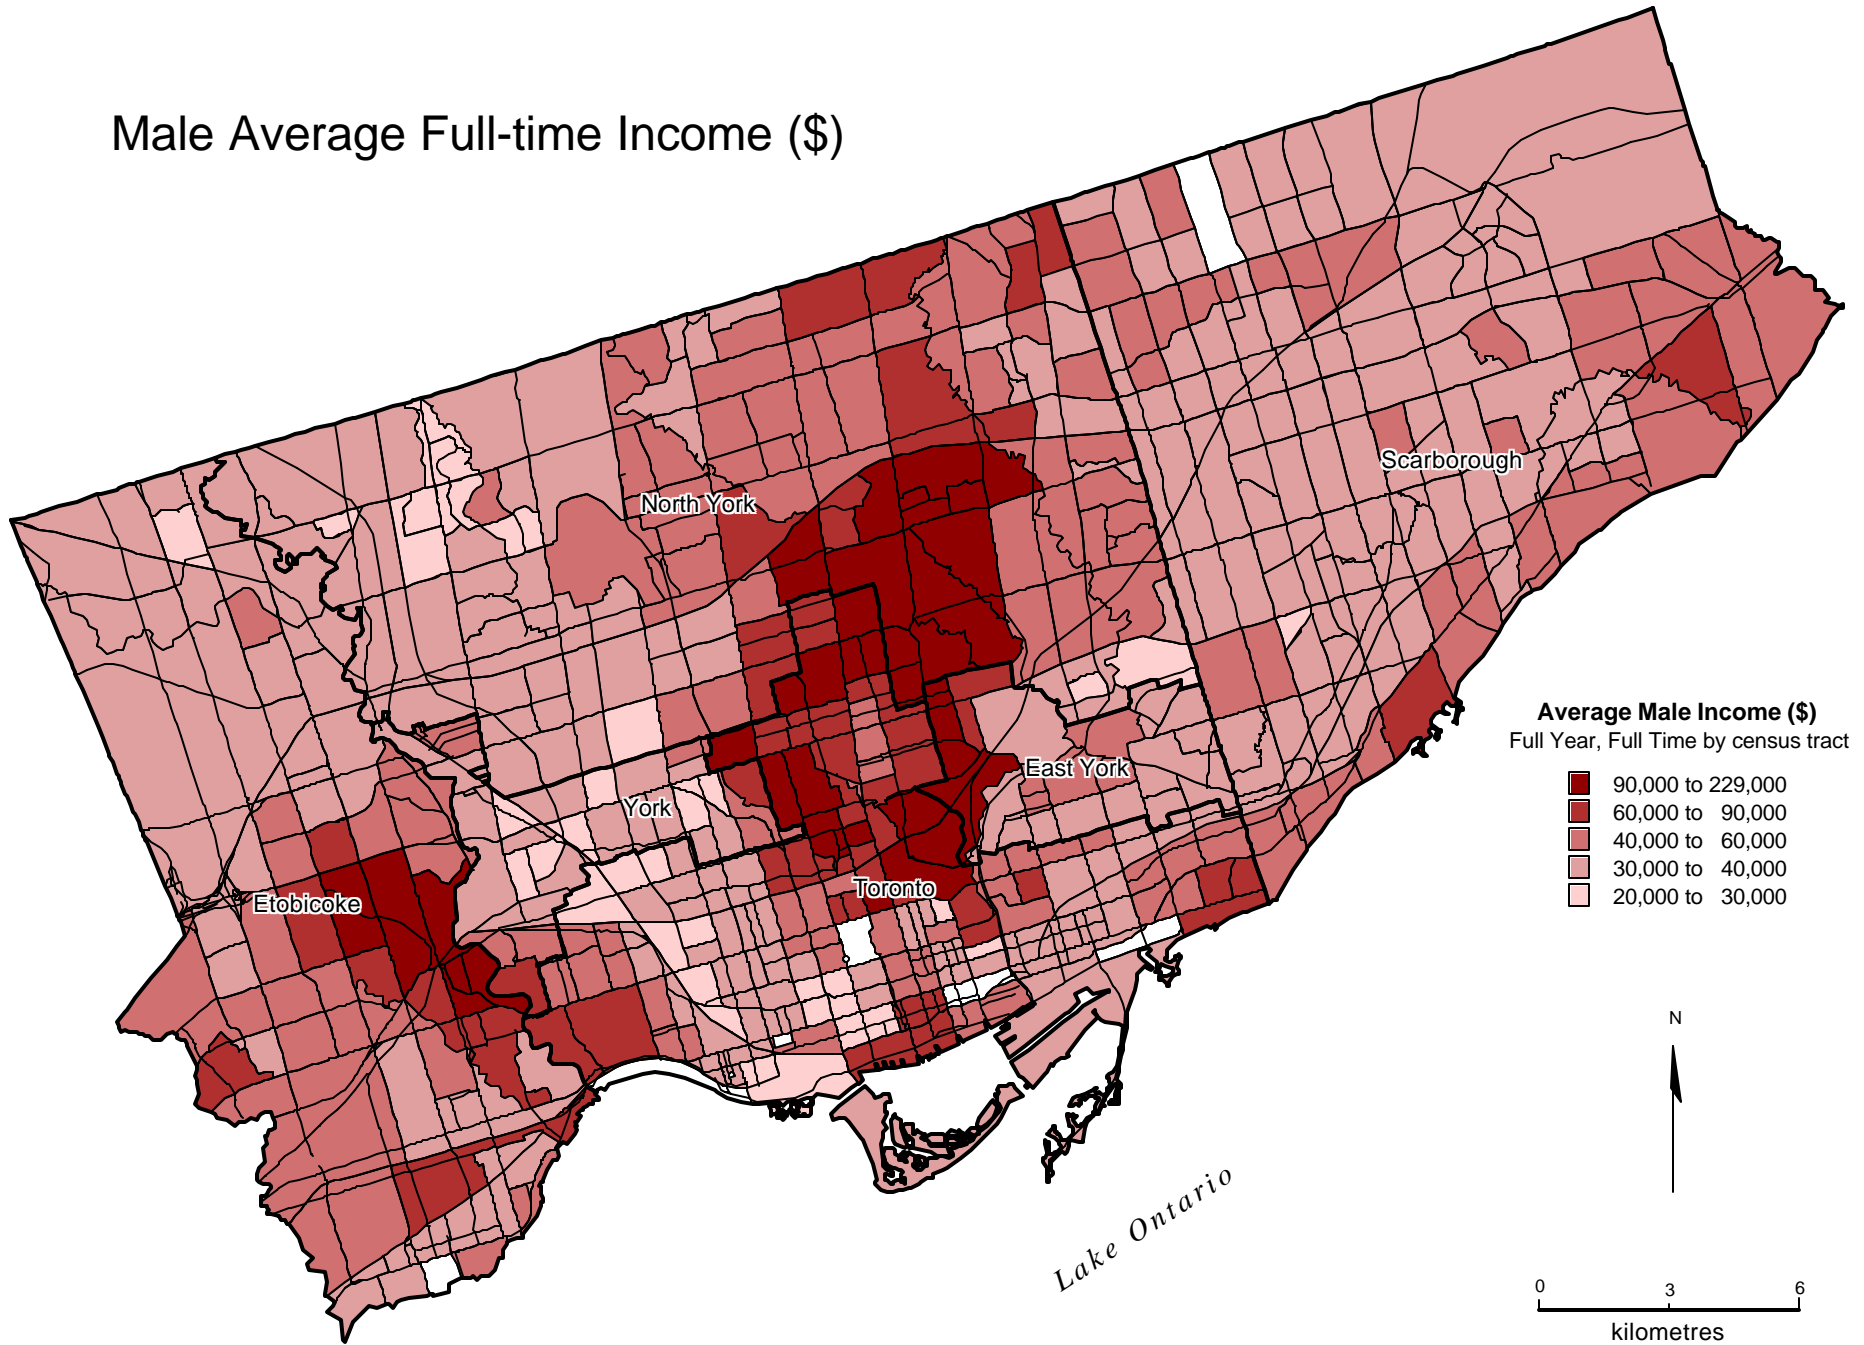 Male Average Full-time Income ($)
Scarborough
North York
Average Male Income ($)
Full Year, Full Time by census tract
90,000 to 229,000
60,000 to 90,000
40,000 to 60,000
30,000 to 40,000
20,000 to 30,000
East York
York
Toronto
Etobicoke
N
Lake Ontario
0 3 6
kilometres